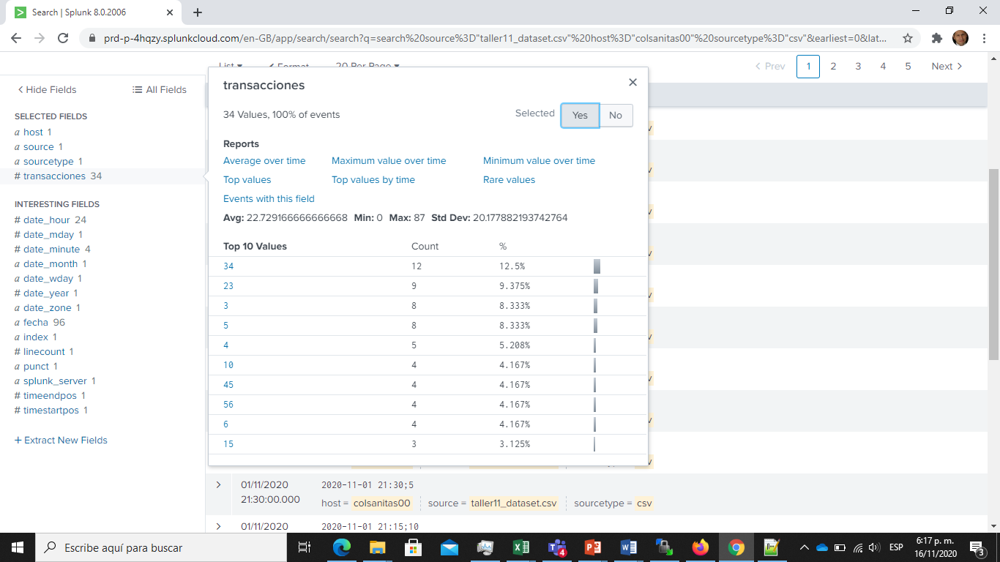 Search | Splunk 8.0.2006
prd-p-4hqzy.splunkcloud.com/en-GB/app/search/search?q=search%20source%3D"taller11_dataset.csv"%20host%3D"colsanitas00"%20sourcetype%3D"csv"&earliest=0&lat...
List Format 20 Per Page Prev 1 2 3 4 5 Next
Hide Fields All Fields
SELECTED FIELDS
a host 1
a source 1
a sourcetype 1
# transacciones 34
INTERESTING FIELDS
# date_hour 24
# date_mday 1
# date_minute 4
a date_month 1
a date_wday 1
# date_year 1
a date_zone 1
a fecha 96
a index 1
# linecount 1
a punct 1
a splunk_server 1
# timeendpos 1
# timestartpos 1
+ Extract New Fields
transacciones
34 Values, 100% of events Selected Yes No
Reports
Average over time Maximum value over time Minimum value over time
Top values Top values by time Rare values
Events with this field
Avg: 22.729166666666668 Min: 0 Max: 87 Std Dev: 20.177882193742764
Top 10 Values Count %
34 12 12.5%
23 9 9.375%
3 8 8.333%
5 8 8.333%
4 5 5.208%
10 4 4.167%
45 4 4.167%
56 4 4.167%
6 4 4.167%
15 3 3.125%
01/11/2020 2020-11-01 21:30;5
21:30:00.000 host = colsanitas00 source = taller11_dataset.csv sourcetype = csv
01/11/2020 2020-11-01 21:15;10
Escribe aquí para buscar
4
ESP
6:17 p. m.
16/11/2020
3